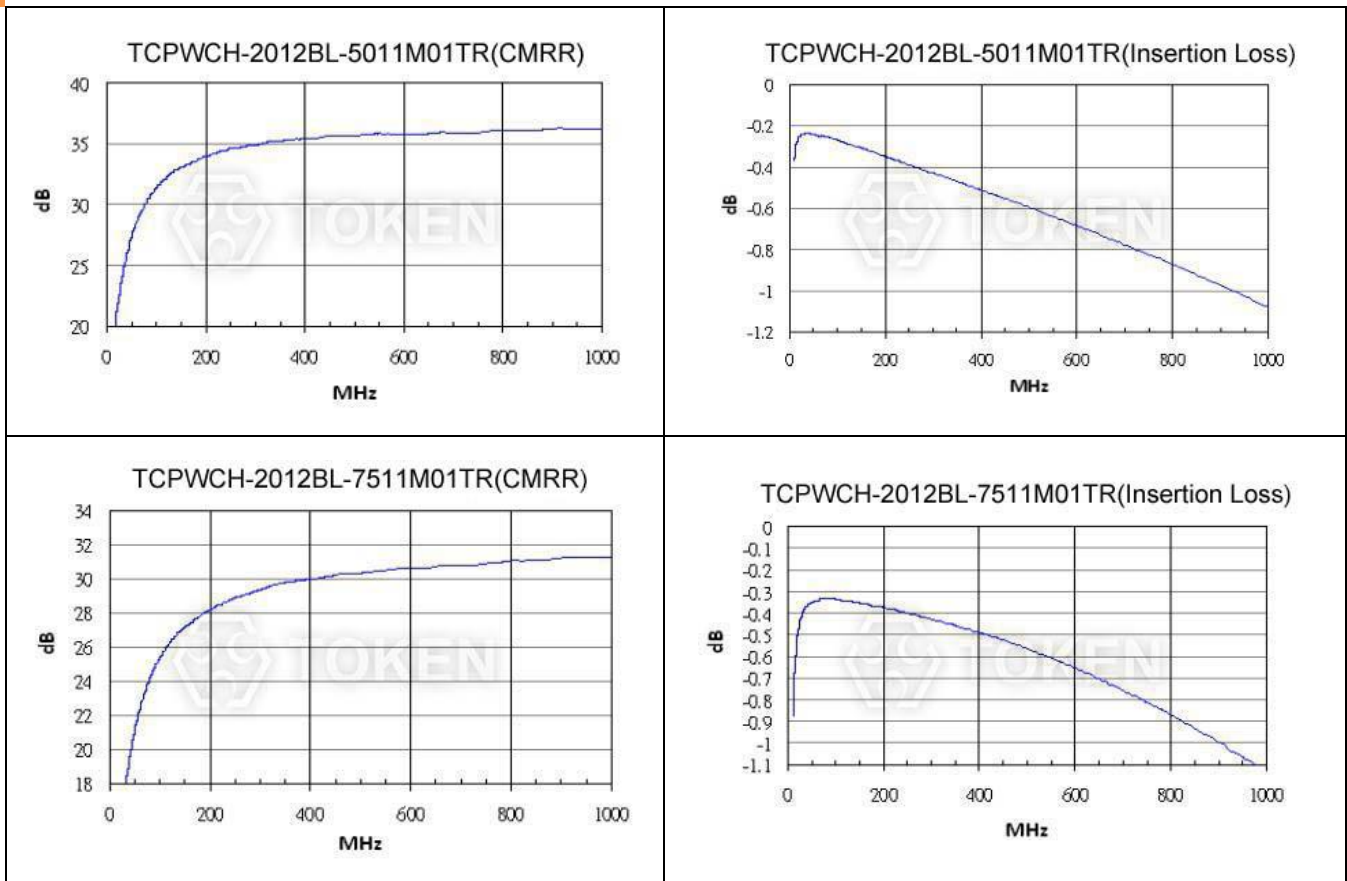 TCPWCH-2012BL-5011M01TR(CMRR)
40
35
30
25
20
dB
TOKEN
0 200 400 600 800 1000
MHz
TCPWCH-2012BL-5011M01TR(Insertion Loss)
0
-0.2
-0.4
-0.6
-0.8
-1
-1.2
dB
TOKEN
0 200 400 600 800 1000
MHz
TCPWCH-2012BL-7511M01TR(CMRR)
34
32
30
28
26
24
22
20
18
dB
TOKEN
0 200 400 600 800 1000
MHz
TCPWCH-2012BL-7511M01TR(Insertion Loss)
0
-0.1
-0.2
-0.3
-0.4
-0.5
-0.6
-0.7
-0.8
-0.9
-1
-1.1
dB
TOKEN
0 200 400 600 800 1000
MHz